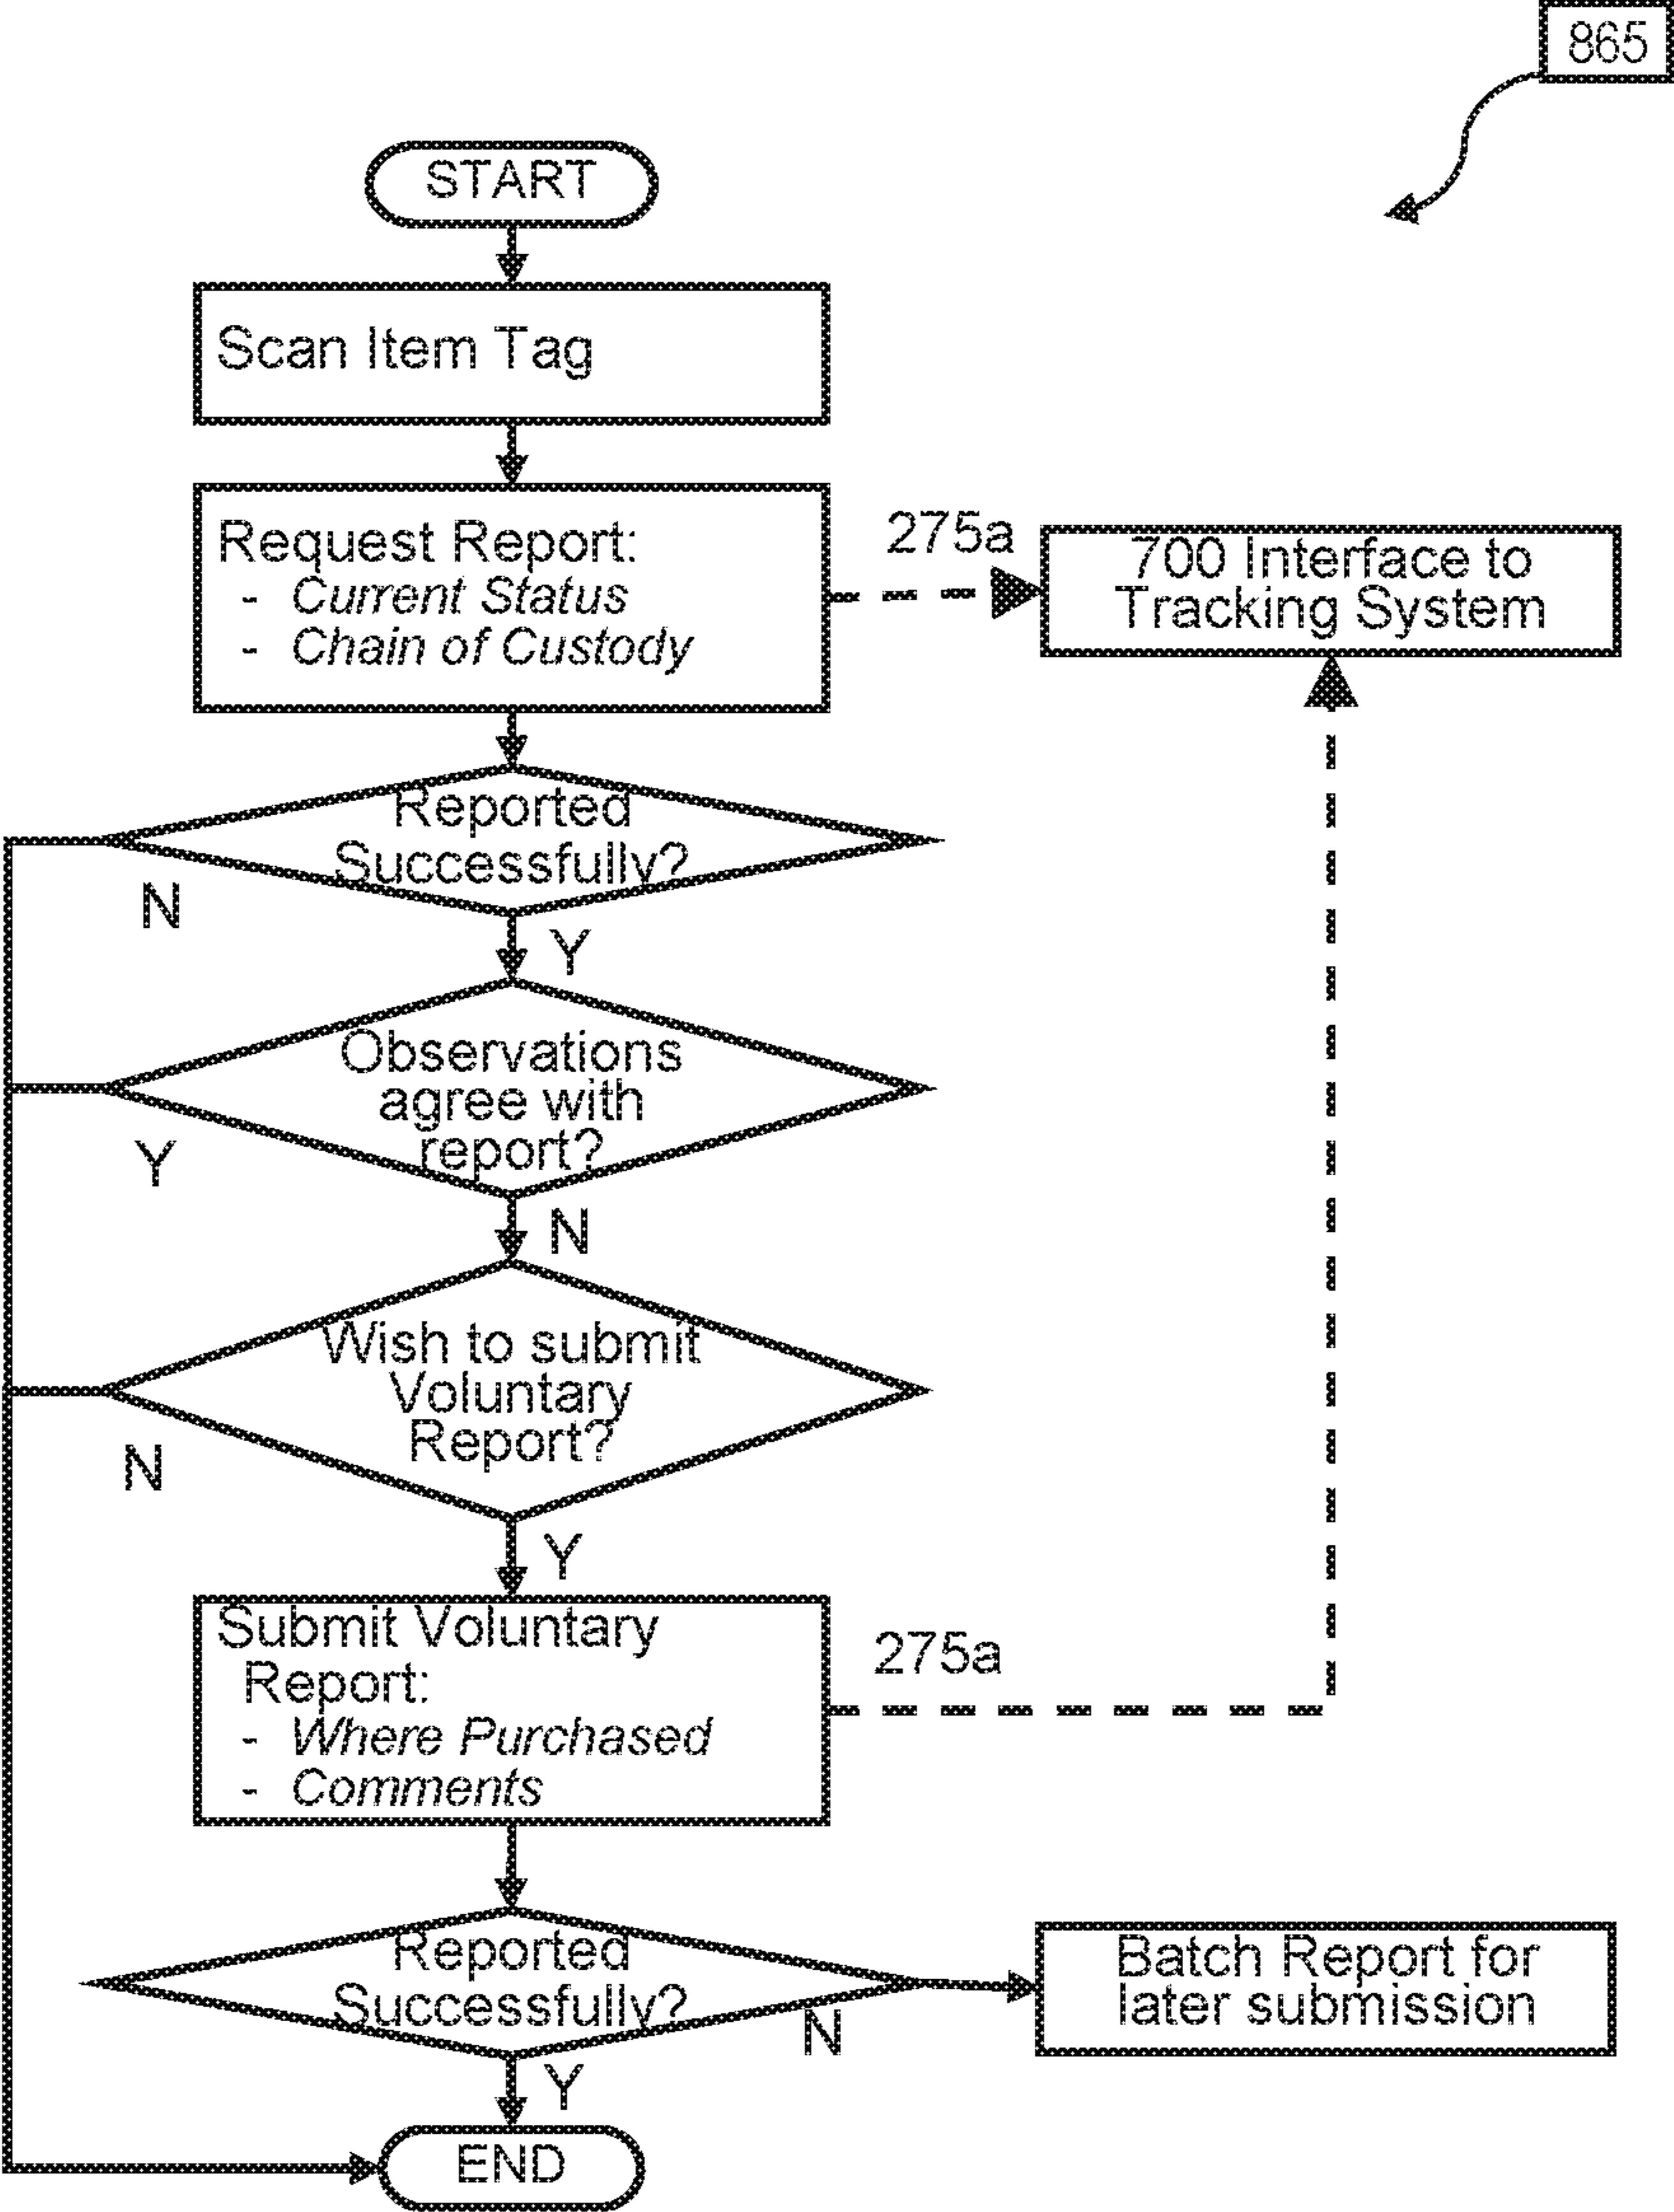 865
START
Scan Item Tag
Request Report:
- Current Status
- Chain of Custody
275a
700 Interface to
Tracking System
Reported
Successfully?
N
Y
Observations
agree with
report?
Y
N
Wish to submit
Voluntary
Report?
N
Y
Submit Voluntary
Report:
- Where Purchased
- Comments
275a
Reported
Successfully?
N
Batch Report for
later submission
Y
END